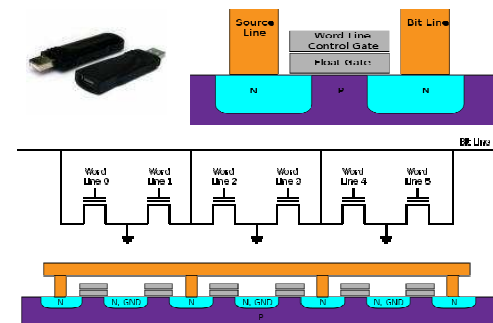 Source
Line
Word Line
Control Gate
Float Gate
Bit Line
N
P
N
Bit Line
Word
Line 0
Word
Line 1
Word
Line 2
Word
Line 3
Word
Line 4
Word
Line 5
N
N, GND
N
N, GND
N
N, GND
N
P